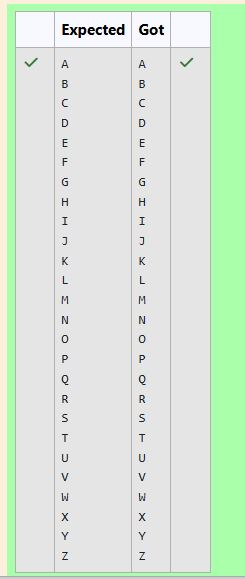 Expected Got
A A
B B
C C
D D
E E
F F
G G
H H
I I
J J
K K
L L
M M
N N
O O
P P
Q Q
R R
S S
T T
U U
V V
W W
X X
Y Y
Z Z